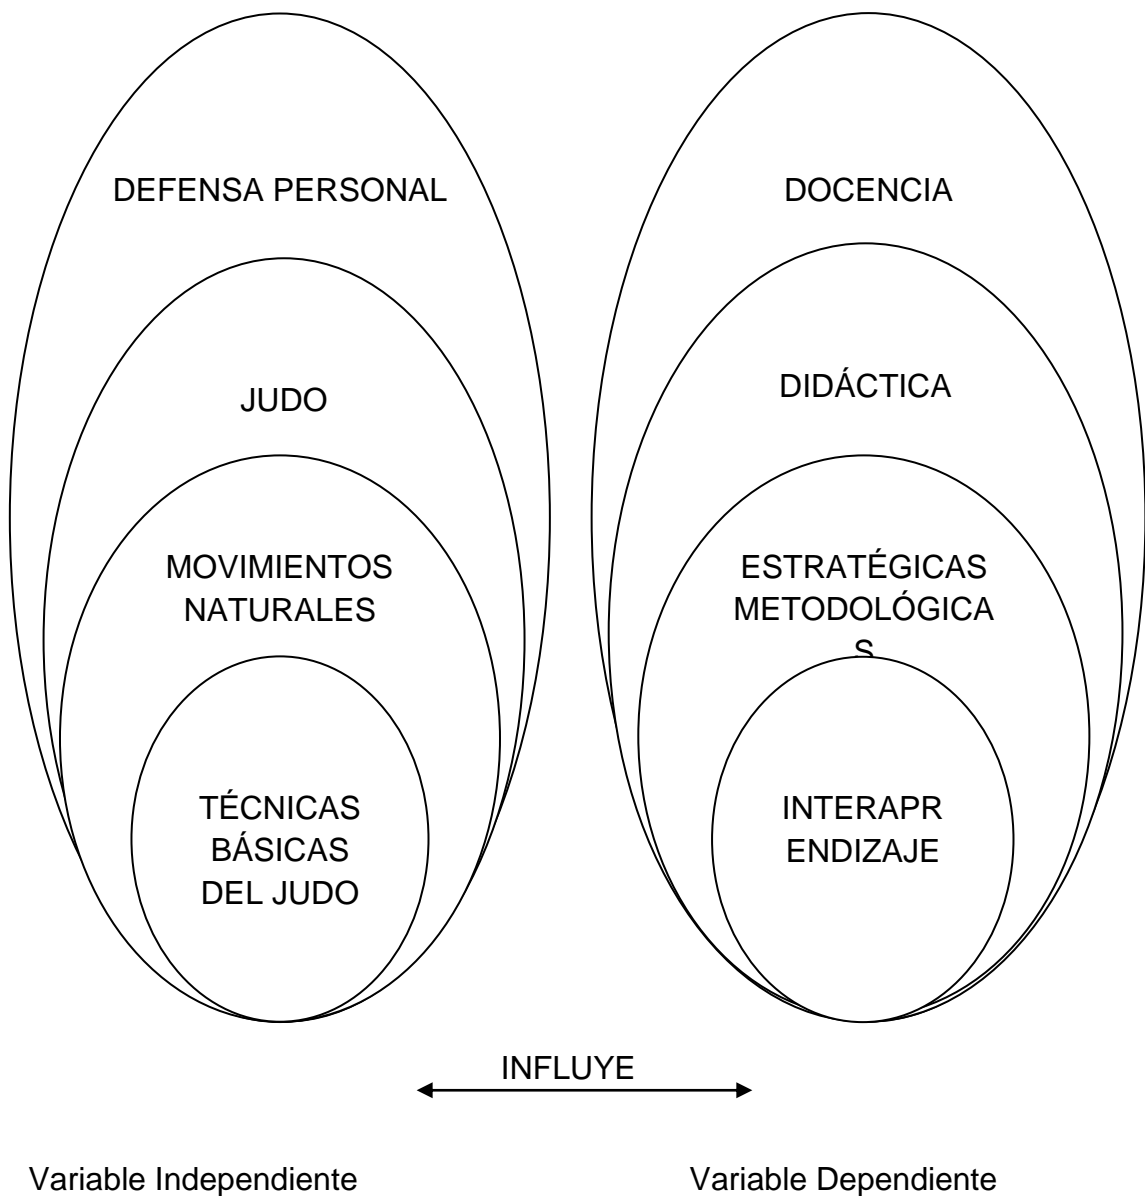 DEFENSA PERSONAL
JUDO
MOVIMIENTOS
NATURALES
TÉCNICAS
BÁSICAS
DEL JUDO
DOCENCIA
DIDÁCTICA
ESTRATÉGICAS
METODOLÓGICA
S
INTERAPR
ENDIZAJE
INFLUYE
Variable Independiente
Variable Dependiente